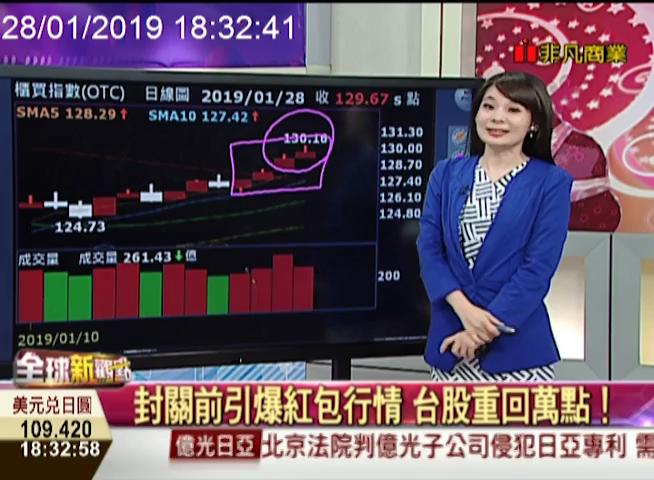 28/01/2019 18:32:41
非凡商業
櫃買指數(OTC) 日線圖 2019/01/28 收 129.67 s 點
SMA5 128.29↑ SMA10 127.42↑
130.16
131.30
130.00
128.70
127.40
126.10
124.80
124.73
成交量 成交量 261.43↓值
200
2019/01/10
全球新觀點
封關前引爆紅包行情 台股重回萬點！
美元兌日圓
109.420
18:32:58
億光日亞 北京法院判億光子公司侵犯日亞專利 需